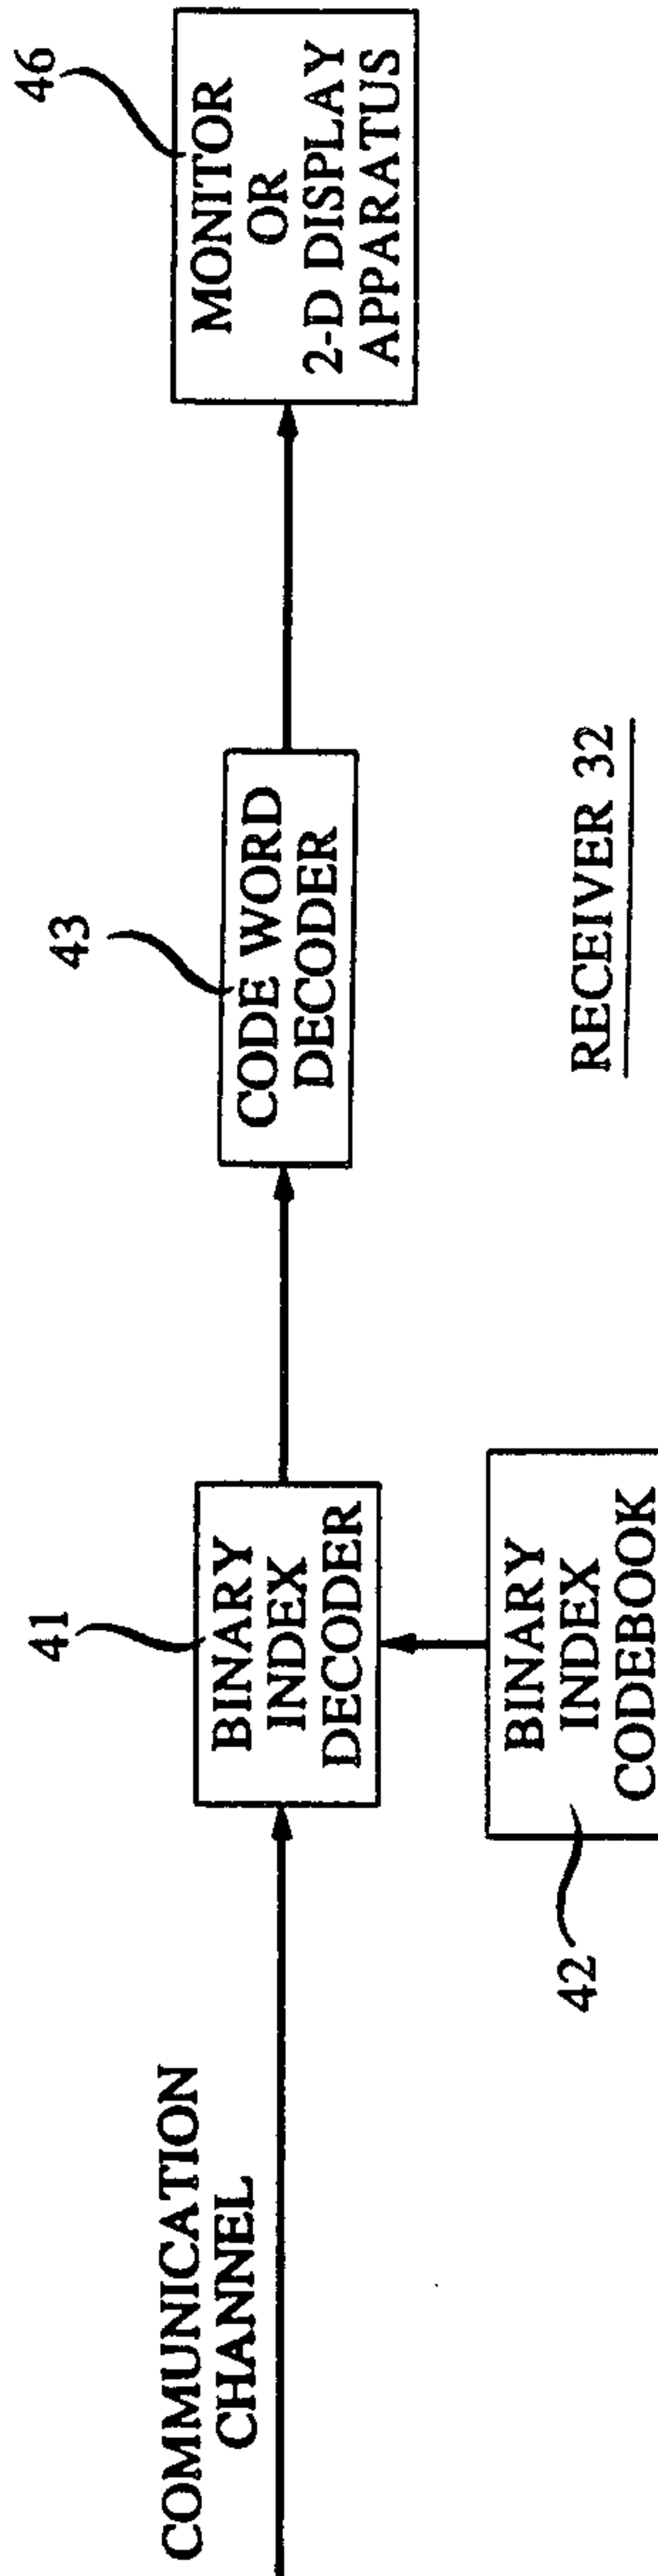 COMMUNICATION
CHANNEL
41
BINARY
INDEX
DECODER
42
BINARY
INDEX
CODEBOOK
43
CODE WORD
DECODER
46
MONITOR
OR
2-D DISPLAY
APPARATUS
RECEIVER 32